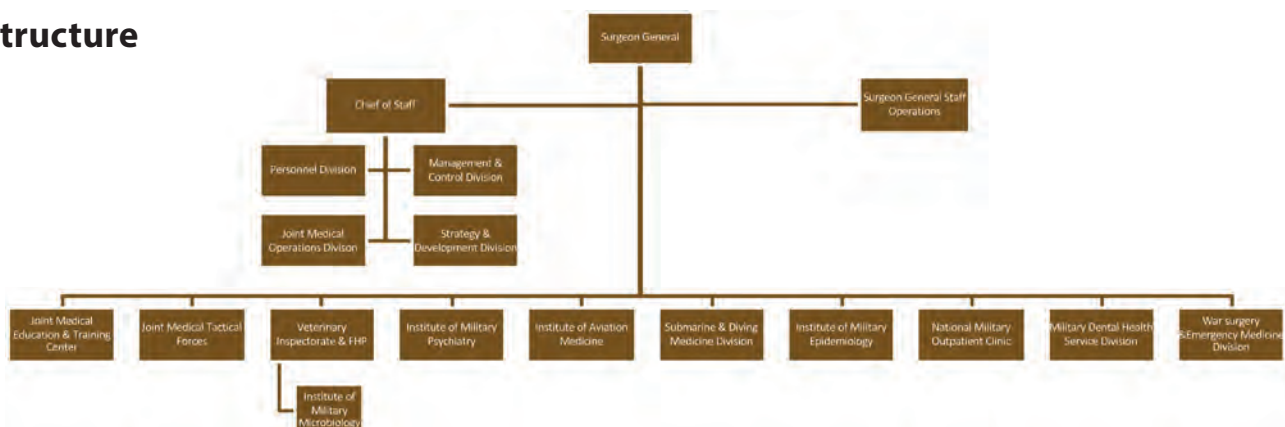 tructure
Surgeon General
Chief of Staff
Surgeon General Staff
Operations
Personnel Division
Management &
Control Division
Joint Medical
Operations Divison
Strategy &
Development Division
Joint Medical
Education & Training
Center
Joint Medical Tactical
Forces
Veterinary
Inspectorate & FHP
Institute of Military
Psychiatry
Institute of Aviation
Medicine
Submarine & Diving
Medicine Division
Institute of Military
Epidemiology
National Military
Outpatient Clinic
Military Dental Health
Service Division
War surgery
&Emergency Medicine
Division
Institute of
Military
Microbiology